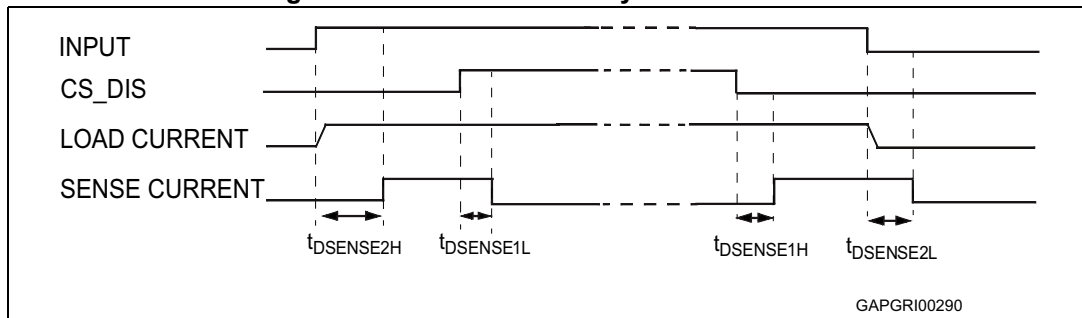 INPUT
CS_DIS
LOAD CURRENT
SENSE CURRENT
tDSENSE2H
tDSENSE1L
tDSENSE1H
tDSENSE2L
GAPGRI00290